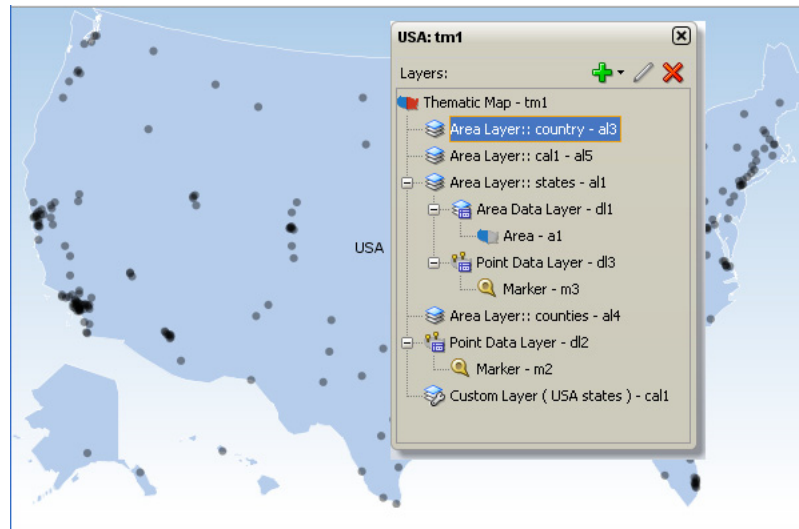 USA: tm1
Layers:
Thematic Map - tm1
Area Layer:: country - al3
Area Layer:: cal1 - al5
Area Layer:: states - al1
Area Data Layer - dl1
Area - a1
USA
Point Data Layer - dl3
Marker - m3
Area Layer:: counties - al4
Point Data Layer - dl2
Marker - m2
Custom Layer ( USA states ) - cal1